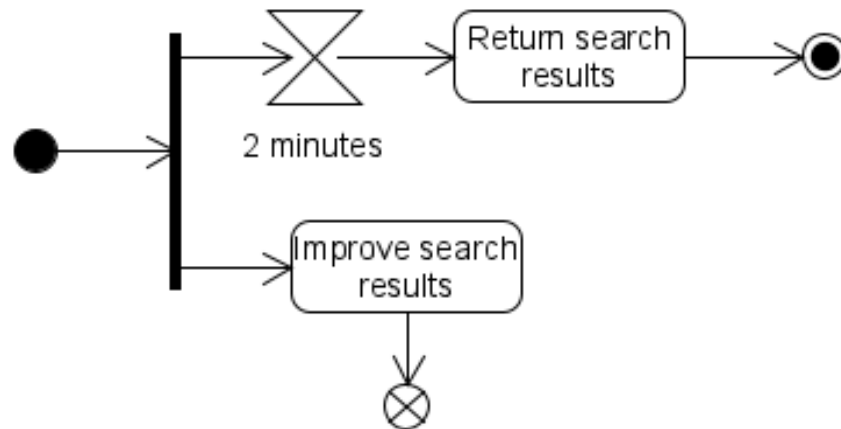 Return search
results
2 minutes
Improve search
results